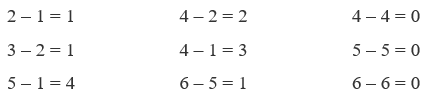 2 – 1 = 1 4 – 2 = 2 4 – 4 = 0
3 – 2 = 1 4 – 1 = 3 5 – 5 = 0
5 – 1 = 4 6 – 5 = 1 6 – 6 = 0